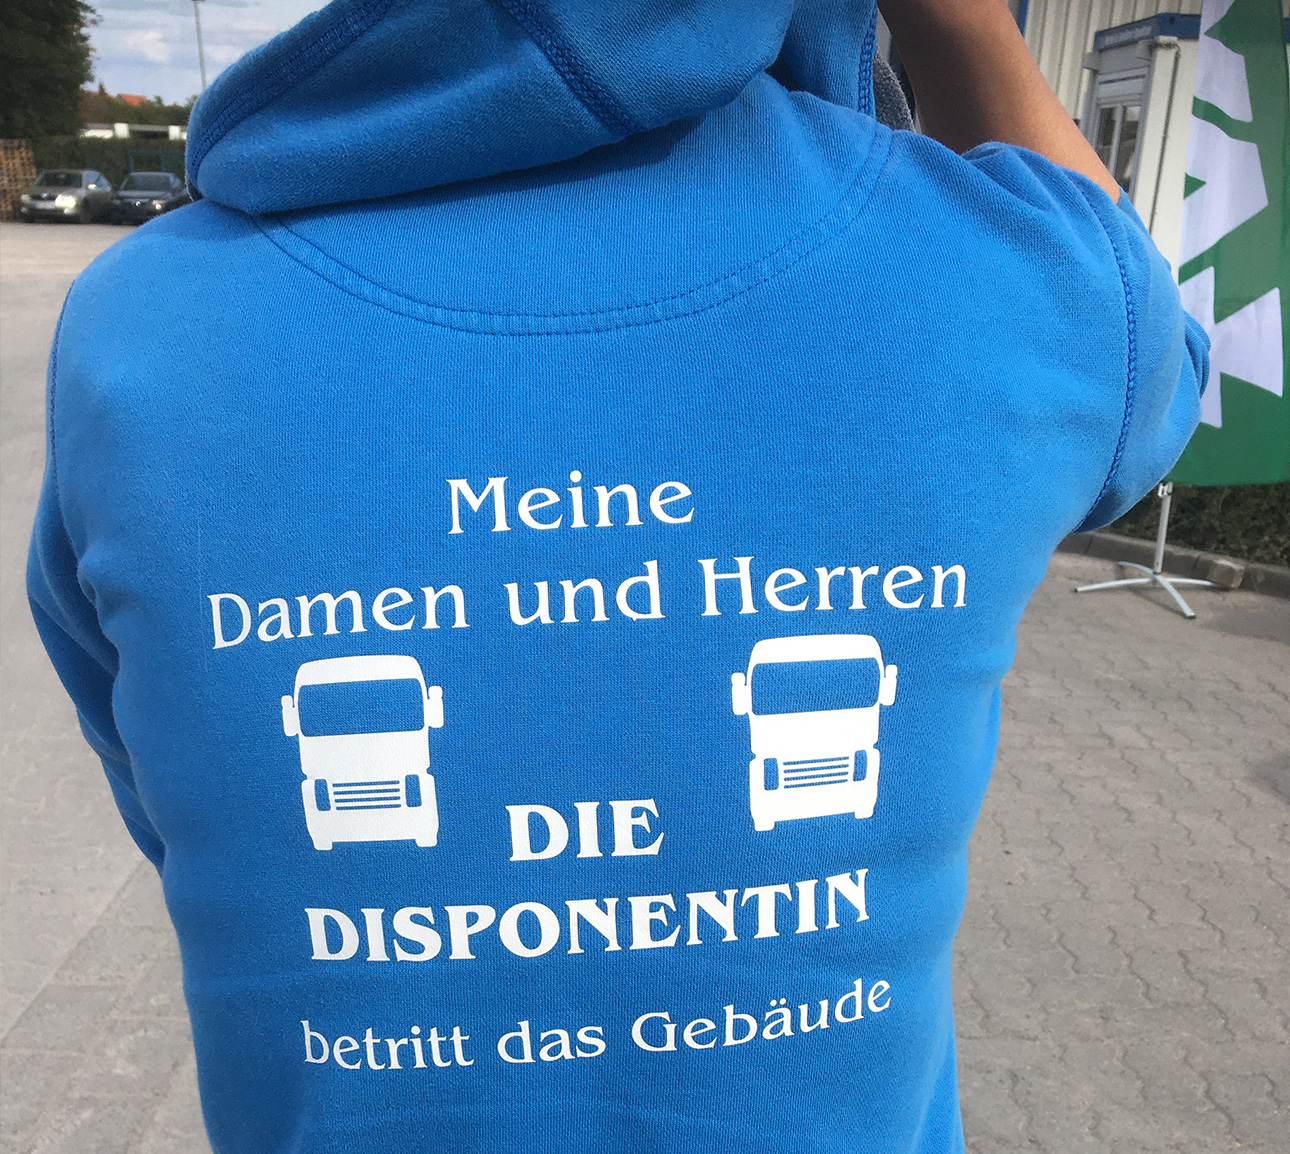 Meine
Damen und Herren
DIE
DISPONENTIN
betritt das Gebäude